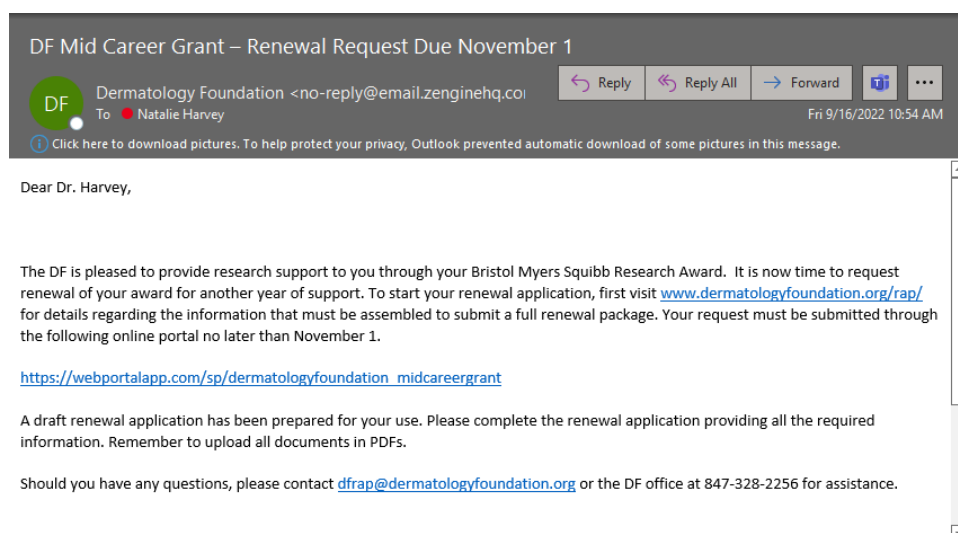 DF Mid Career Grant – Renewal Request Due November 1
DF
Dermatology Foundation <no-reply@email.zenginehq.co
Reply
Reply All
Forward
To Natalie Harvey
Fri 9/16/2022 10:54 AM
Click here to download pictures. To help protect your privacy, Outlook prevented automatic download of some pictures in this message.
Dear Dr. Harvey,
The DF is pleased to provide research support to you through your Bristol Myers Squibb Research Award.  It is now time to request
renewal of your award for another year of support. To start your renewal application, first visit www.dermatologyfoundation.org/rap/
for details regarding the information that must be assembled to submit a full renewal package. Your request must be submitted through
the following online portal no later than November 1.
https://webportalapp.com/sp/dermatologyfoundation_midcareergrant
A draft renewal application has been prepared for your use. Please complete the renewal application providing all the required
information. Remember to upload all documents in PDFs.
Should you have any questions, please contact dfrap@dermatologyfoundation.org or the DF office at 847-328-2256 for assistance.